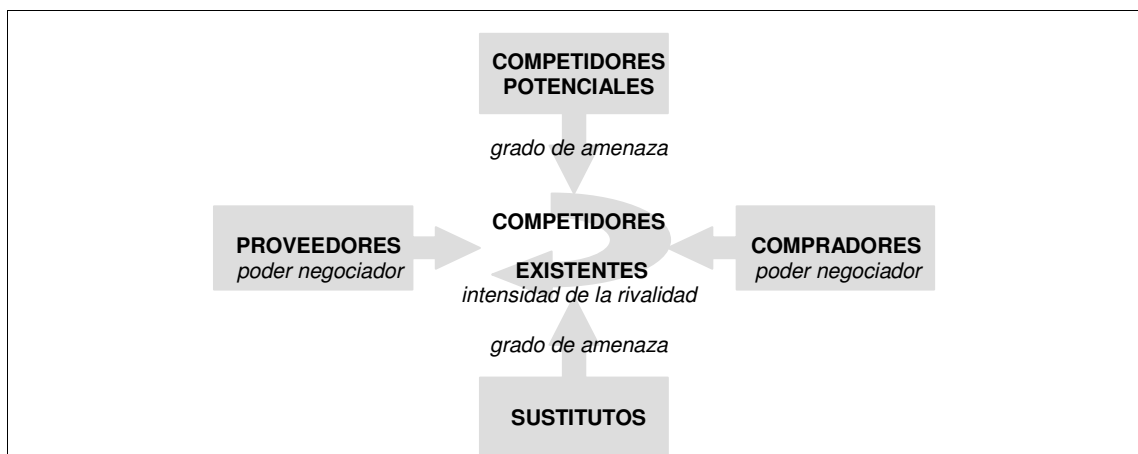 COMPETIDORES
POTENCIALES
grado de amenaza
PROVEEDORES
poder negociador
COMPETIDORES
EXISTENTES
intensidad de la rivalidad
COMPRADORES
poder negociador
grado de amenaza
SUSTITUTOS